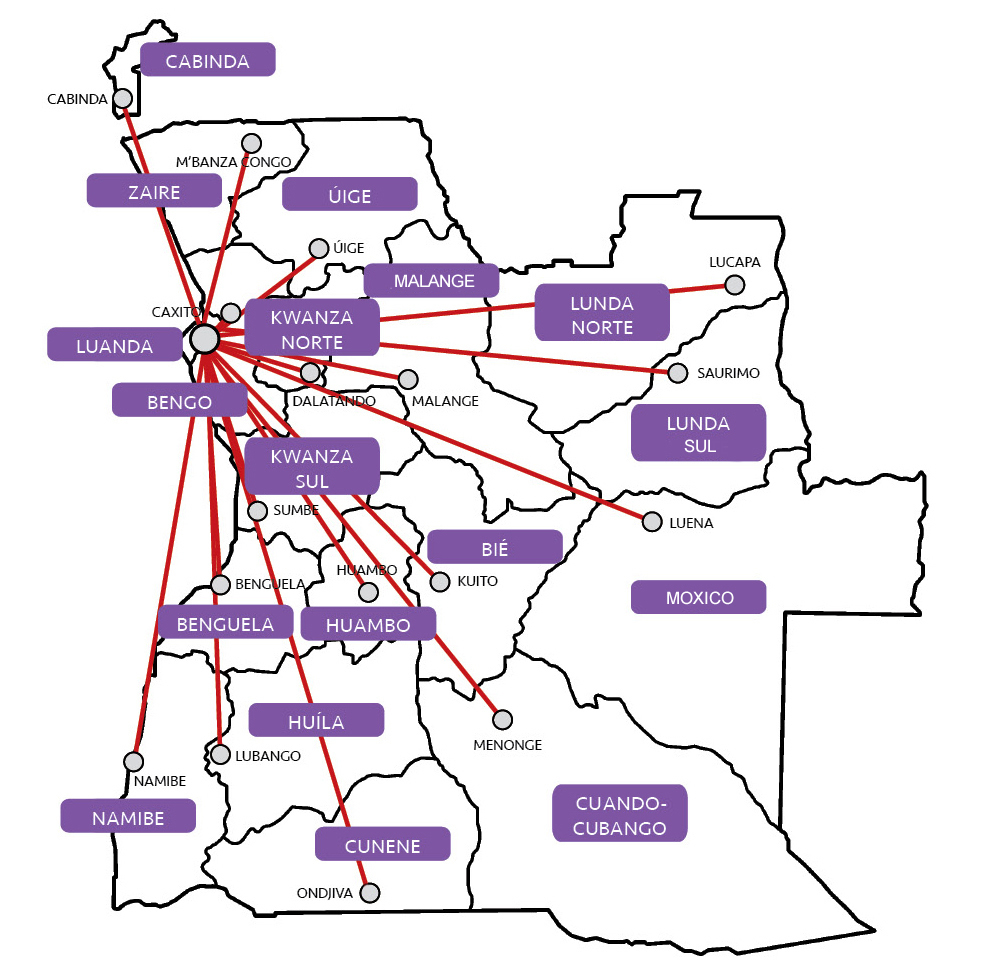 CABINDA
CABINDA
M'BANZA CONGO
ZAIRE
ÚIGE
ÚIGE
LUCAPA
MALANGE
LUNDA
NORTE
CAXITO
KWANZA
NORTE
LUANDA
SAURIMO
DALATANDO
MALANGE
BENGO
LUNDA
SUL
KWANZA
SUL
SUMBE
LUENA
BIÉ
HUAMBO
KUITO
BENGUELA
MOXICO
BENGUELA
HUAMBO
HUÍLA
MENONGE
LUBANGO
NAMIBE
NAMIBE
CUANDO-
CUBANGO
CUNENE
ONDJIVA